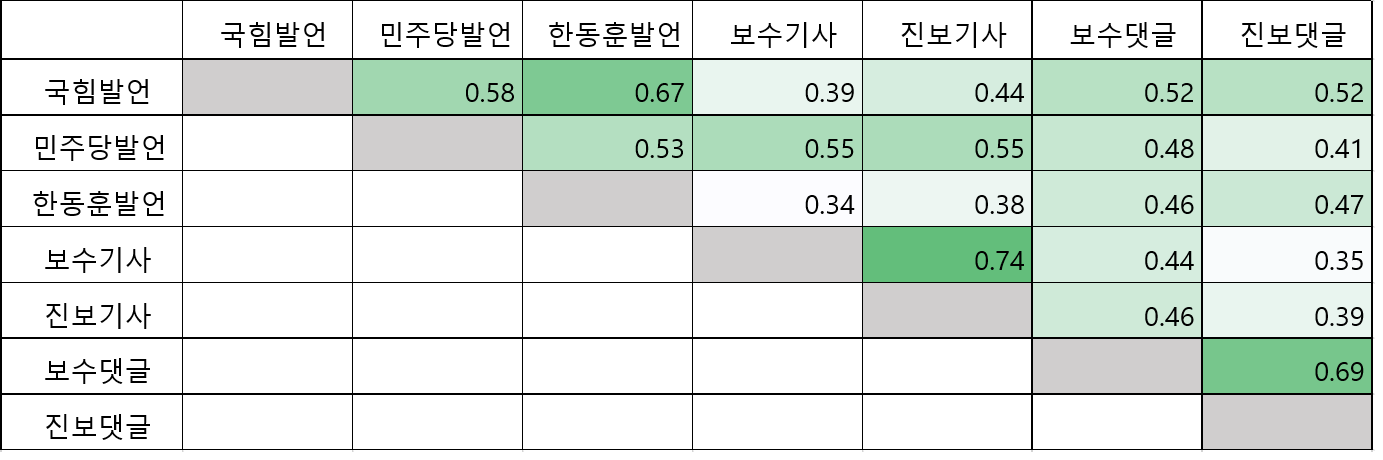 국힘발언 민주당발언 한동훈발언 보수기사 진보기사 보수댓글 진보댓글
국힘발언 0.58 0.67 0.39 0.44 0.52 0.52
민주당발언 0.53 0.55 0.55 0.48 0.41
한동훈발언 0.34 0.38 0.46 0.47
보수기사 0.74 0.44 0.35
진보기사 0.46 0.39
보수댓글 0.69
진보댓글